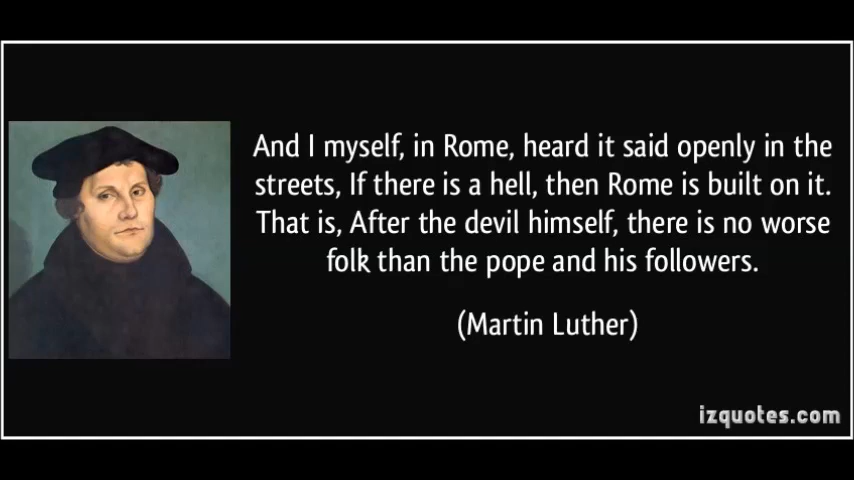 And I myself, in Rome, heard it said openly in the
streets, If there is a hell, then Rome is built on it.
That is, After the devil himself, there is no worse
folk than the pope and his followers.
(Martin Luther)
izquotes.com